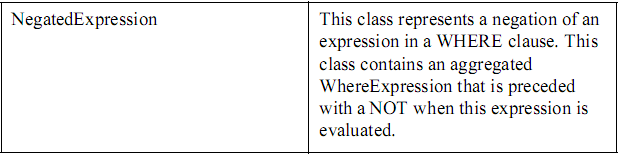 NegatedExpression
This class represents a negation of an
expression in a WHERE clause. This
class contains an aggregated
WhereExpression that is preceded
with a NOT when this expression is
evaluated.